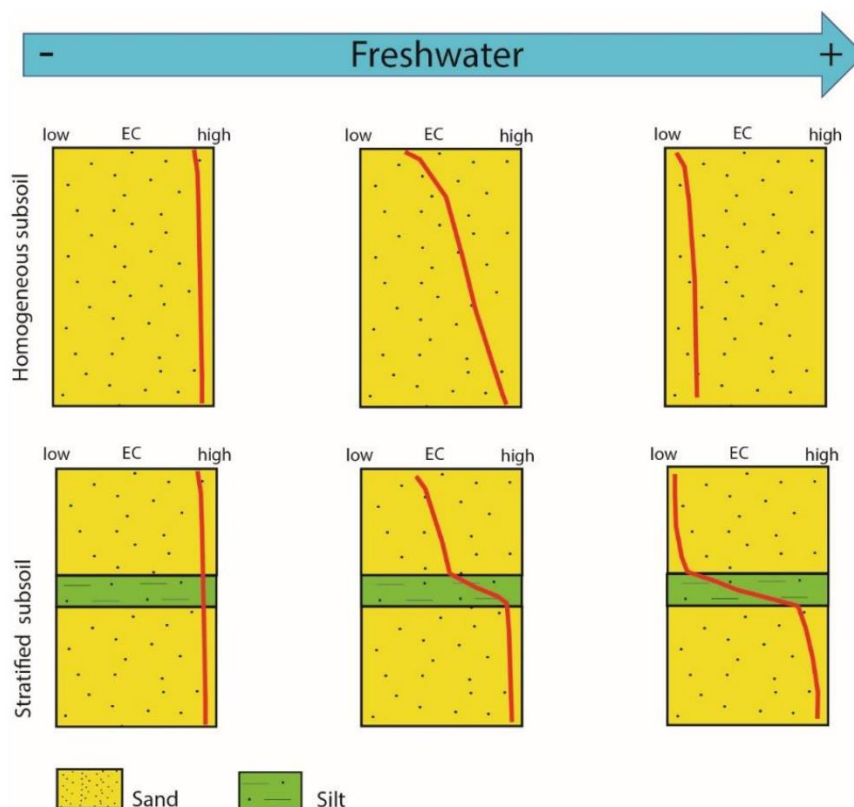 - Freshwater +
low EC high low EC high low EC high
Homogeneous subsoil
low EC high low EC high low EC high
Stratified subsoil
Sand Silt